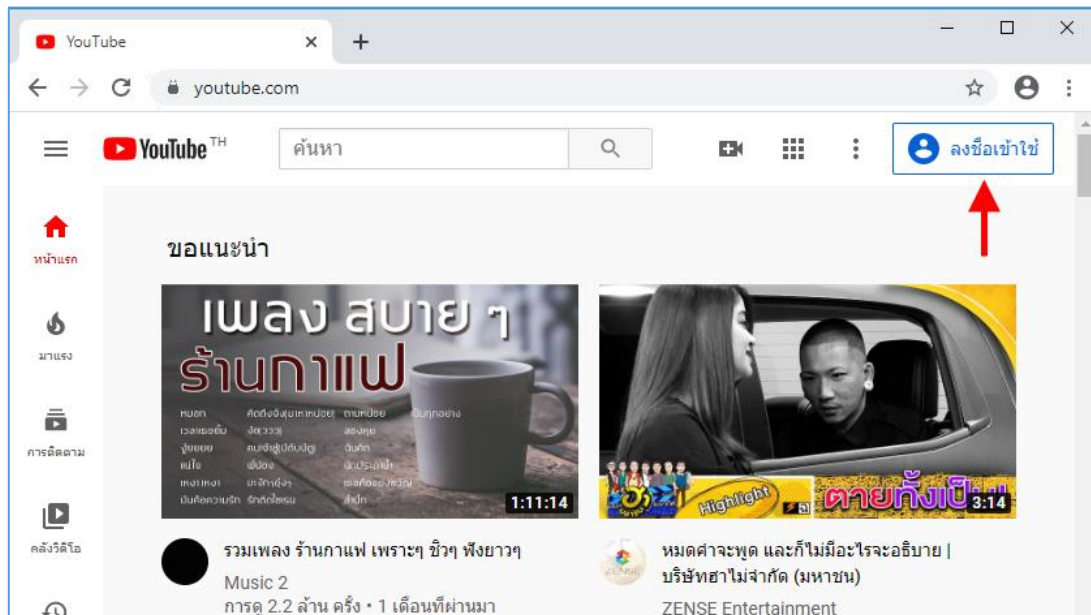 YouTube
youtube.com
YouTube TH
ค้นหา
ลงชื่อเข้าใช้
หน้าแรก
มาแรง
การติดตาม
คลังวิดีโอ
ขอแนะนำ
เพลง สบาย ๆ
ร้านกาแฟ
1:11:14
Highlight
ตายทั้งเป็น
3:14
รวมเพลง ร้านกาแฟ เพราะๆ ชิวๆ ฟังยาวๆ
Music 2
การดู 2.2 ล้าน ครั้ง • 1 เดือนที่ผ่านมา
ZENSE
หมดคำจะพูด และก็ไม่มีอะไรจะอธิบาย |
บริษัทฮาไม่จำกัด (มหาชน)
ZENSE Entertainment